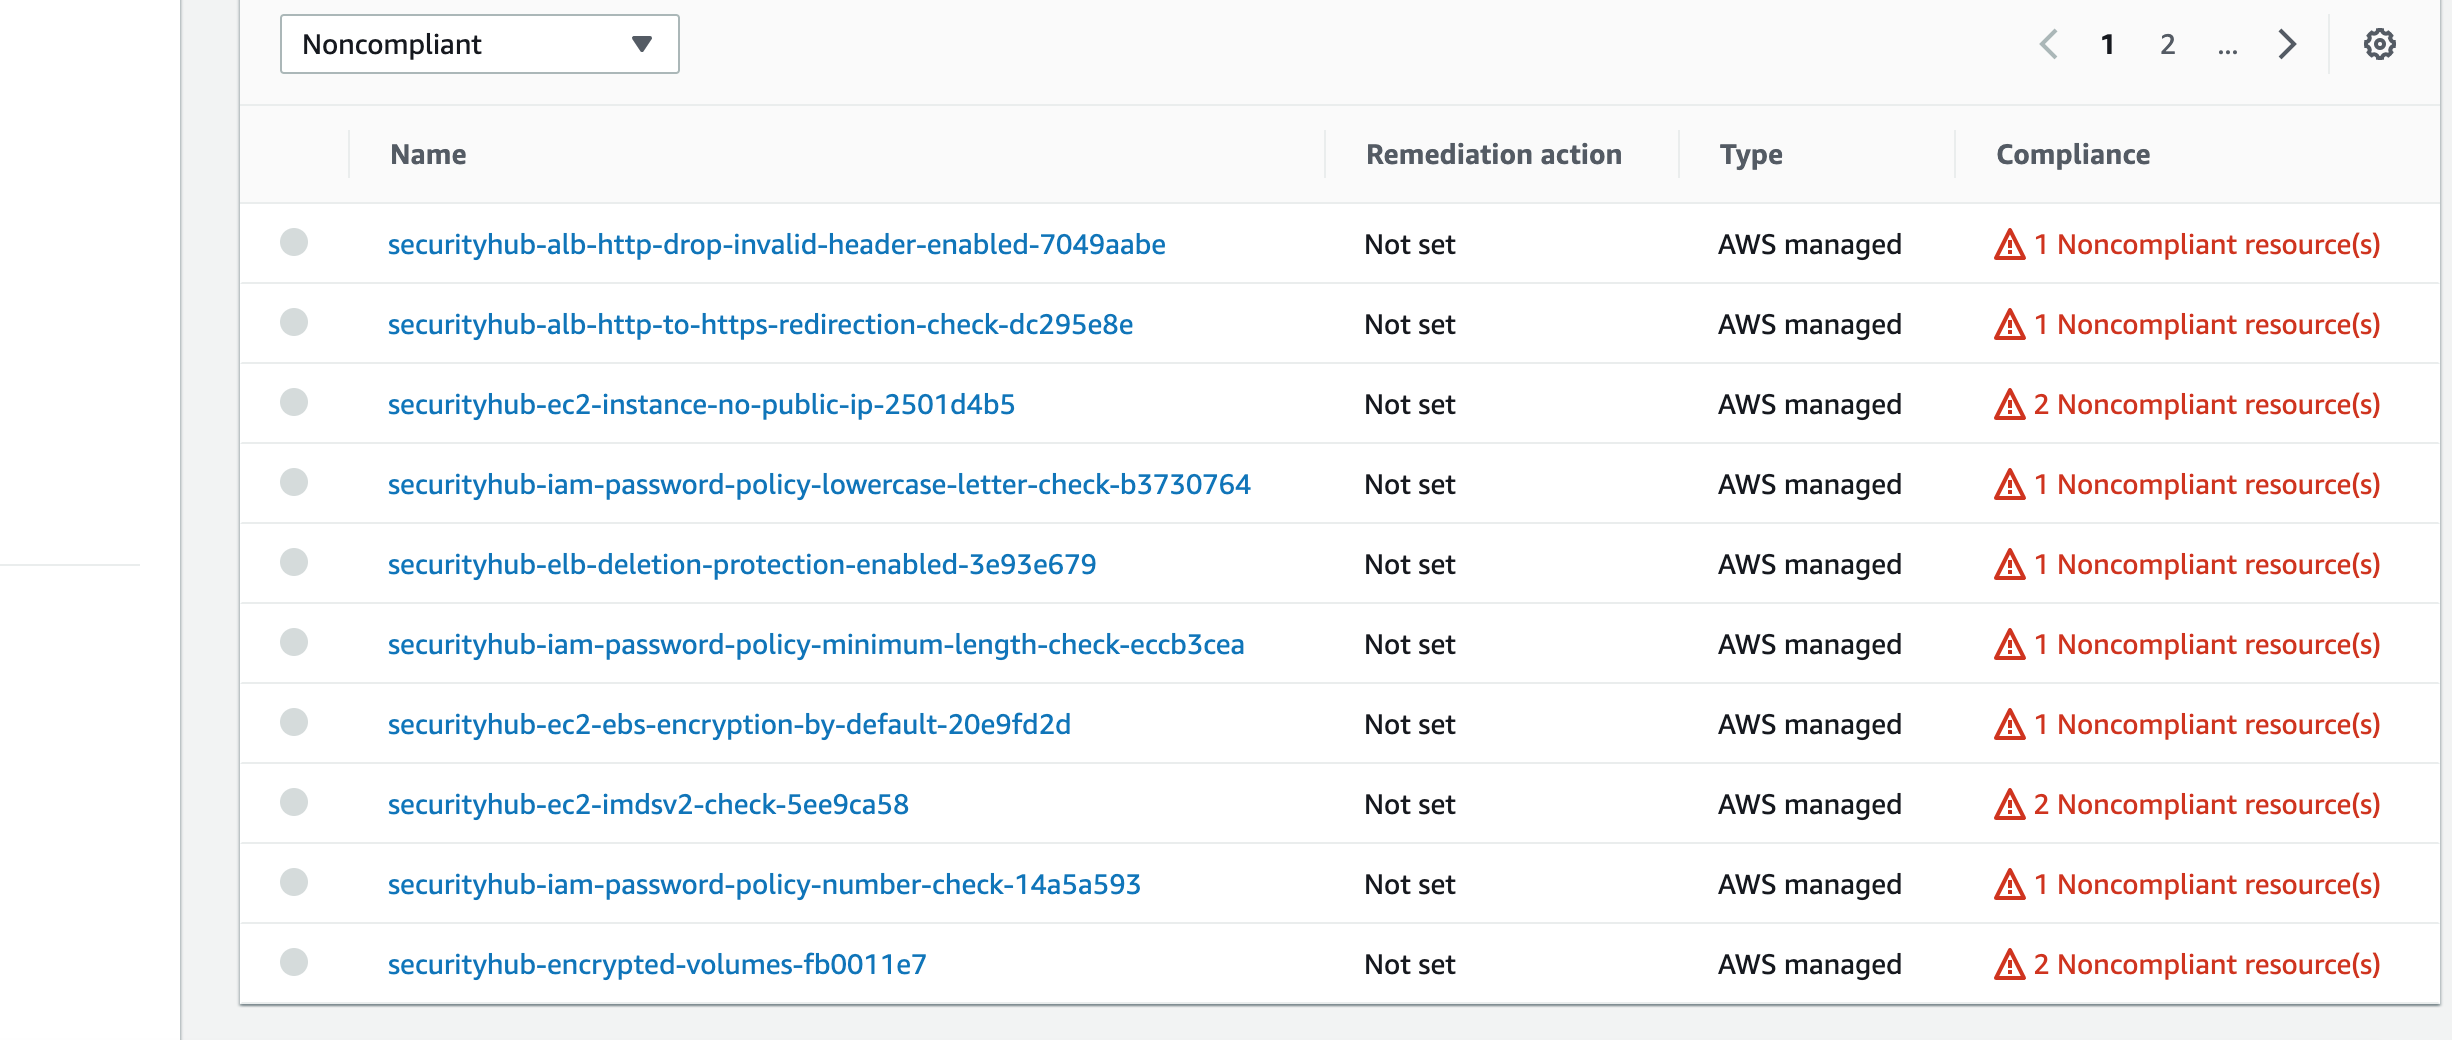 Noncompliant 1 2 ...
Name Remediation action Type Compliance
securityhub-alb-http-drop-invalid-header-enabled-7049aabe Not set AWS managed 1 Noncompliant resource(s)
securityhub-alb-http-to-https-redirection-check-dc295e8e Not set AWS managed 1 Noncompliant resource(s)
securityhub-ec2-instance-no-public-ip-2501d4b5 Not set AWS managed 2 Noncompliant resource(s)
securityhub-iam-password-policy-lowercase-letter-check-b3730764 Not set AWS managed 1 Noncompliant resource(s)
securityhub-elb-deletion-protection-enabled-3e93e679 Not set AWS managed 1 Noncompliant resource(s)
securityhub-iam-password-policy-minimum-length-check-eccb3cea Not set AWS managed 1 Noncompliant resource(s)
securityhub-ec2-ebs-encryption-by-default-20e9fd2d Not set AWS managed 1 Noncompliant resource(s)
securityhub-ec2-imdsv2-check-5ee9ca58 Not set AWS managed 2 Noncompliant resource(s)
securityhub-iam-password-policy-number-check-14a5a593 Not set AWS managed 1 Noncompliant resource(s)
securityhub-encrypted-volumes-fb0011e7 Not set AWS managed 2 Noncompliant resource(s)